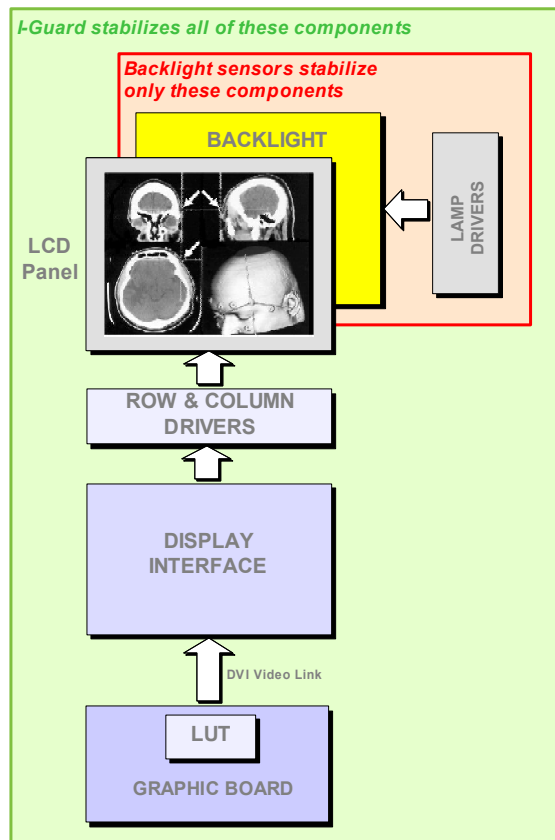 I-Guard stabilizes all of these components
Backlight sensors stabilize
only these components
BACKLIGHT
LAMP
DRIVERS
LCD
Panel
ROW & COLUMN
DRIVERS
DISPLAY
INTERFACE
DVI Video Link
LUT
GRAPHIC BOARD